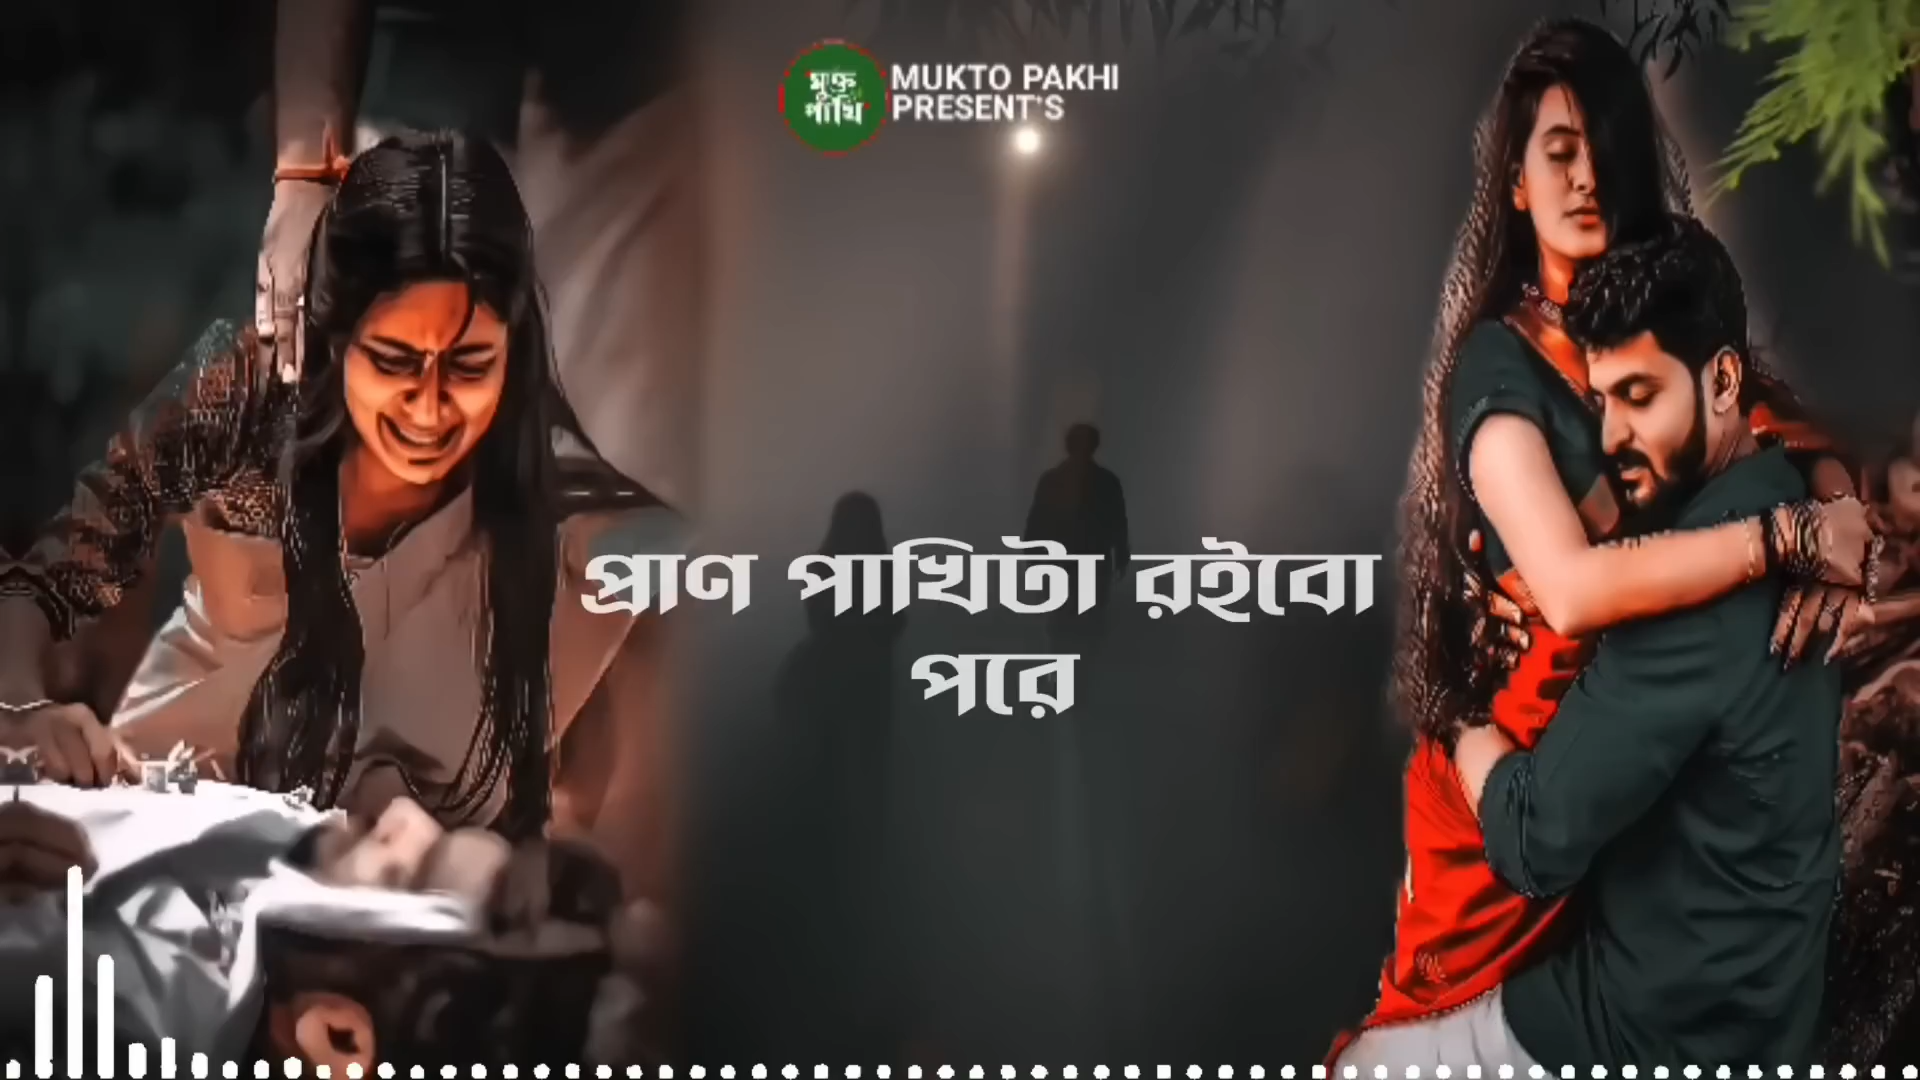 মুক্ত
পাখি
MUKTO PAKHI
PRESENT'S
প্রাণ পাখিটা রইবো
পরে